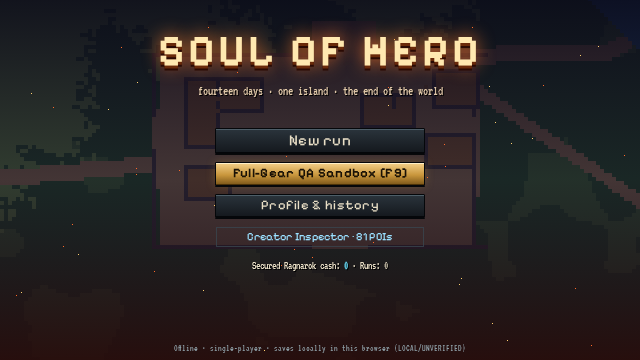 SOUL OF HERO
fourteen days · one island · the end of the world
New run
Full-Gear QA Sandbox (F9)
Profile & history
Creator Inspector · 81 POIs
Secured Ragnarok cash: 0 · Runs: 0
Offline · single-player · saves locally in this browser (LOCAL/UNVERIFIED)